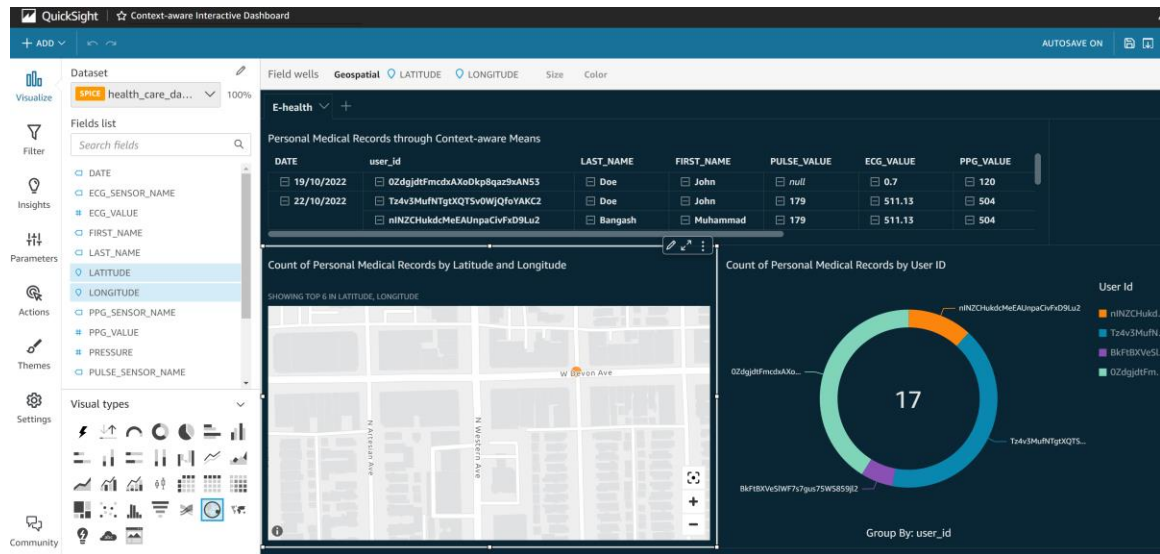 QuickSight Context-aware Interactive Dashboard
ADD AUTOSAVE ON
Visualize
Filter
Insights
Parameters
Actions
Themes
Settings
Community
Dataset
SPICE health_care_da... 100%
Fields list
Search fields
DATE
ECG_SENSOR_NAME
ECG_VALUE
FIRST_NAME
LAST_NAME
LATITUDE
LONGITUDE
PPG_SENSOR_NAME
PPG_VALUE
PRESSURE
PULSE_SENSOR_NAME
Visual types
Field wells Geospatial LATITUDE LONGITUDE Size Color
E-health
Personal Medical Records through Context-aware Means
DATE user_id LAST_NAME FIRST_NAME PULSE_VALUE ECG_VALUE PPG_VALUE
19/10/2022 0ZdgjdtFmcdxAXoDkp8qaz9xAN53 Doe John null 0.7 120
22/10/2022 Tz4v3MufNTgtXQTSv0WjQfoYAKC2 Doe John 179 511.13 504
nINZCHukdcMeEAUnpaCivFxD9Lu2 Bangash Muhammad 179 511.13 504
Count of Personal Medical Records by Latitude and Longitude
SHOWING TOP 6 IN LATITUDE, LONGITUDE
W Devon Ave
N Artesian Ave
N Western Ave
Count of Personal Medical Records by User ID
nINZCHukdcMeEAUnpaCivFxD9Lu2
0ZdgjdtFmcdxAXo...
17
Tz4v3MufNTgtXQTS...
BkFtBXVeSlWF7s7gus75WS859jl2
Group By: user_id
User Id
nINZCHukd...
Tz4v3MufN...
BkFtBXVeSl...
0ZdgjdtFm...